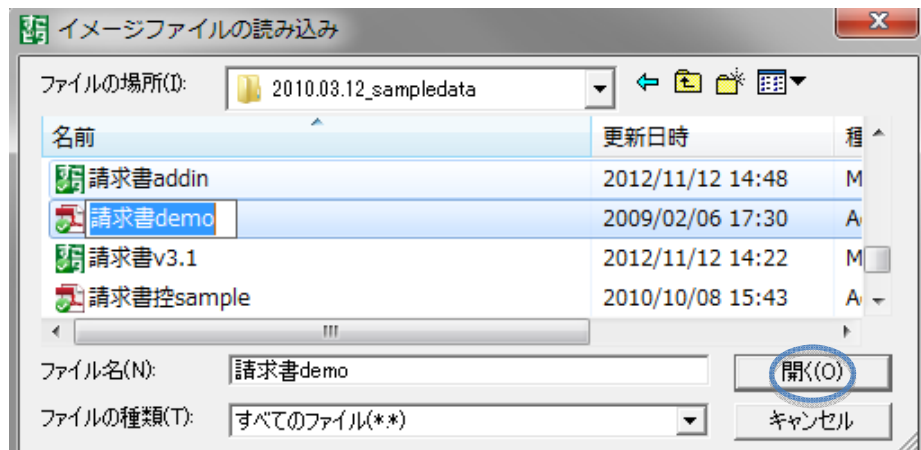 イメージファイルの読み込み
ファイルの場所(I): 2010.03.12_sampledata
名前 更新日時 種
請求書addin 2012/11/12 14:48 M
請求書demo 2009/02/06 17:30 A
請求書v3.1 2012/11/12 14:22 M
請求書控sample 2010/10/08 15:43 A
ファイル名(N): 請求書demo 開く(O)
ファイルの種類(T): すべてのファイル(*.*) キャンセル